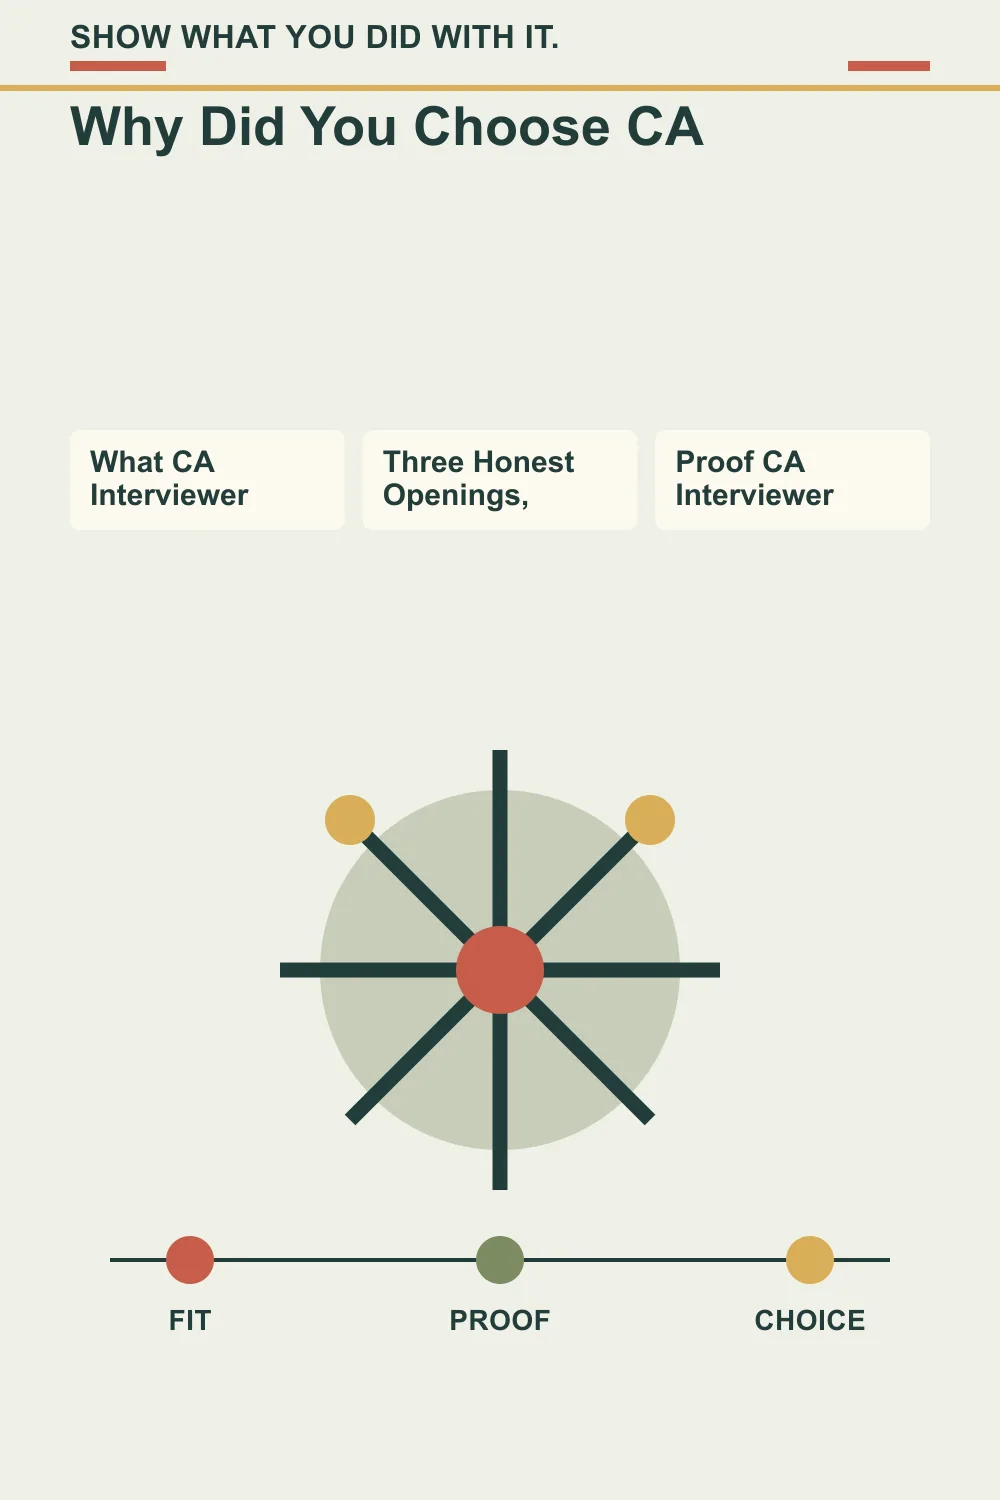 SHOW WHAT YOU DID WITH IT.
Why Did You Choose CA
What CA
Interviewer
Three Honest
Openings,
Proof CA
Interviewer
FIT
PROOF
CHOICE